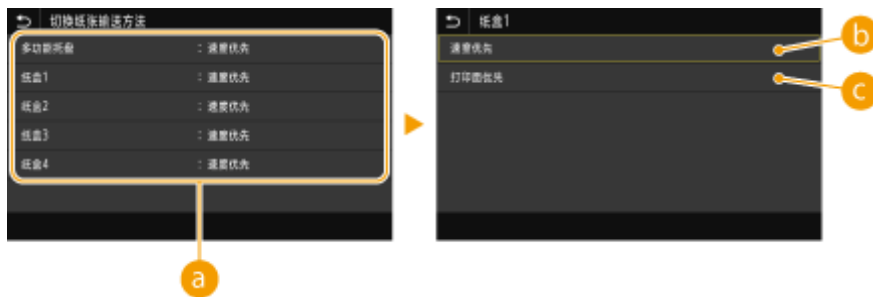 切换纸张输送方法
多功能托盘 : 速度优先
纸盒1 : 速度优先
纸盒2 : 速度优先
纸盒3 : 速度优先
纸盒4 : 速度优先
a
纸盒1
速度优先
b
打印面优先
c